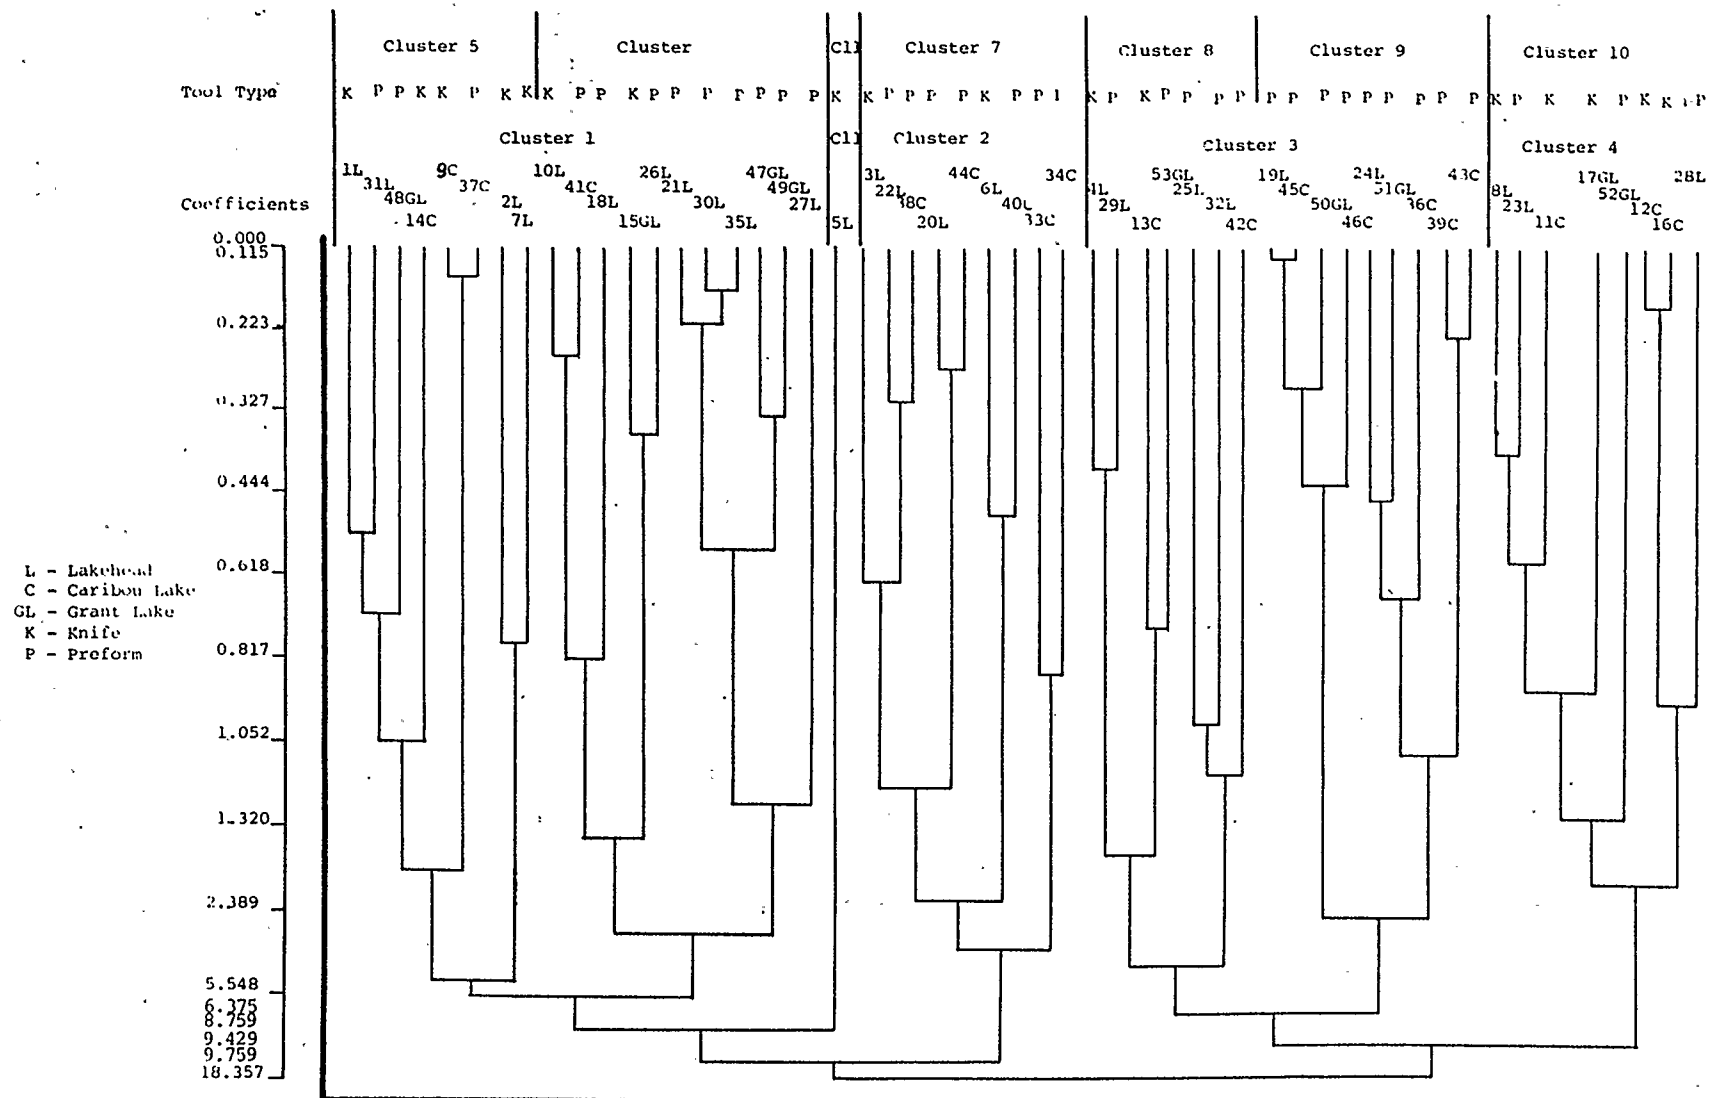 Cluster 5 Cluster Cl1 Cluster 7 Cluster 8 Cluster 9 Cluster 10
Tool Type K P P K K P K K K P P K P P P P P P P K K P P P P K P P K P K P P P P P P P P P P P P K P K K P K K P
Cluster 1 Cl1 Cluster 2 Cluster 3 Cluster 4
1L 9C 10L 26L 47GL 3L 44C 34C 53GL 19L 24L 43C 17GL 28L
31L 37C 41C 21L 49GL 22L 6L 4L 25L 45C 51GL 8L 52GL
48GL 2L 18L 30L 27L 38C 40C 29L 32L 50GL 36C 23L 12C
Coefficients
14C 7L 15GL 35L 5L 20L 33C 13C 42C 46C 39C 11C 16C
0.000
0.115
0.223
0.327
0.444
L - Lakehead
0.618
C - Caribou Lake
GL - Grant Lake
K - Knife
P - Preform
0.817
1.052
1.320
2.389
5.548
6.375
8.759
9.429
9.759
18.357